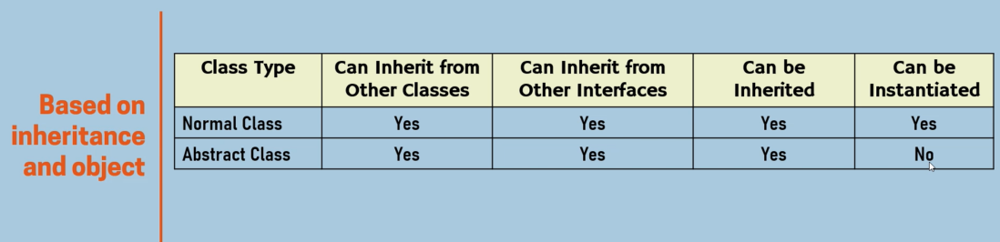 Based on
inheritance
and object
Class Type
Can Inherit from
Other Classes
Can Inherit from
Other Interfaces
Can be
Inherited
Can be
Instantiated
Normal Class Yes Yes Yes Yes
Abstract Class Yes Yes Yes No